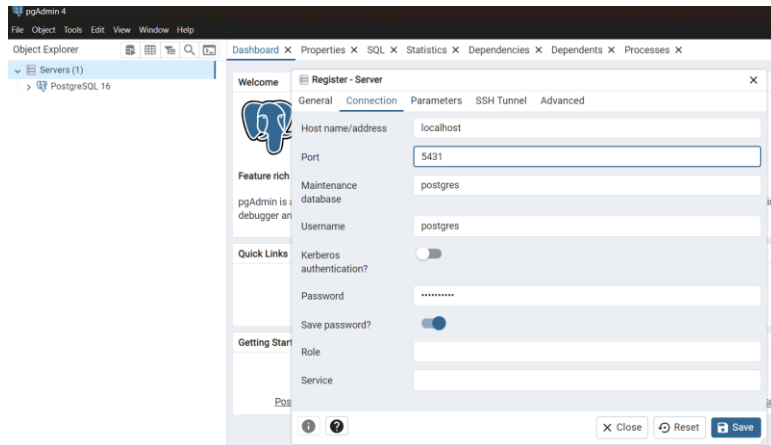 pgAdmin 4
File Object Tools Edit View Window Help
Object Explorer
Dashboard X Properties X SQL X Statistics X Dependencies X Dependents X Processes X
Servers (1)
PostgreSQL 16
Welcome
Register - Server
General Connection Parameters SSH Tunnel Advanced
Host name/address localhost
Port 5431
Feature rich
Maintenance database postgres
pgAdmin is
debugger an
Username postgres
Quick Links
Kerberos authentication?
Password ••••••••••
Save password?
Getting Start
Role
Service
Pos
Close Reset Save